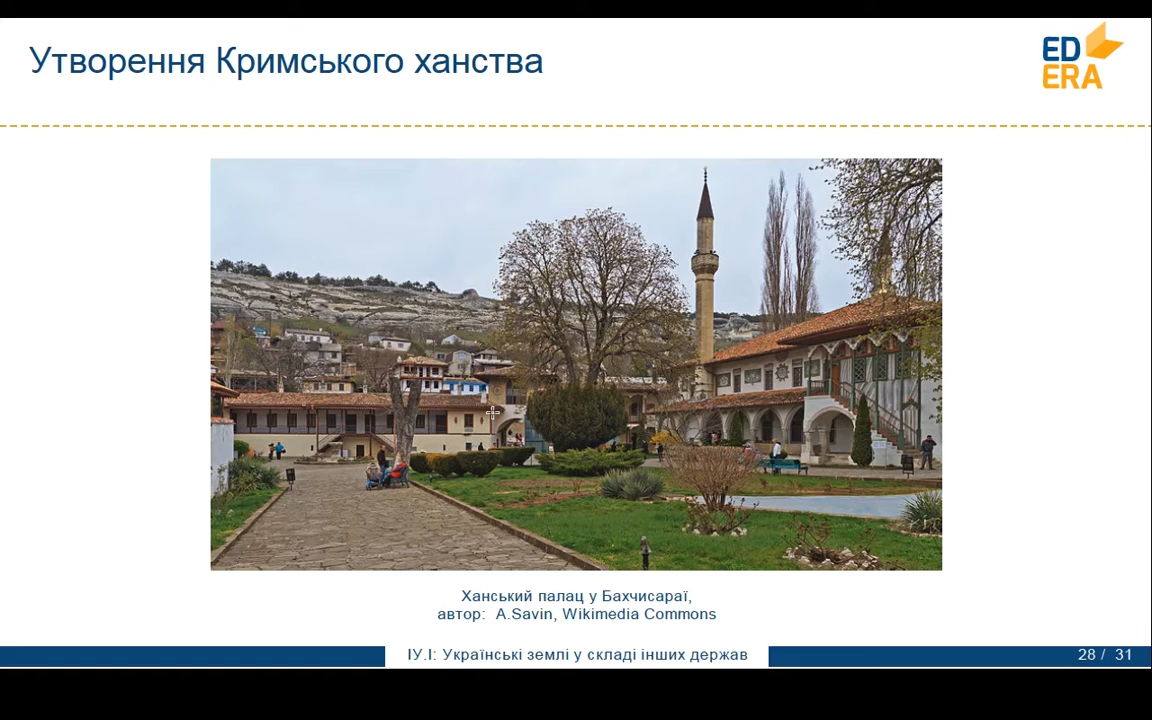 Утворення Кримського ханства
ED
ERA
Ханський палац у Бахчисараї,
автор: A.Savin, Wikimedia Commons
ІУ.І: Українські землі у складі інших держав
28 / 31